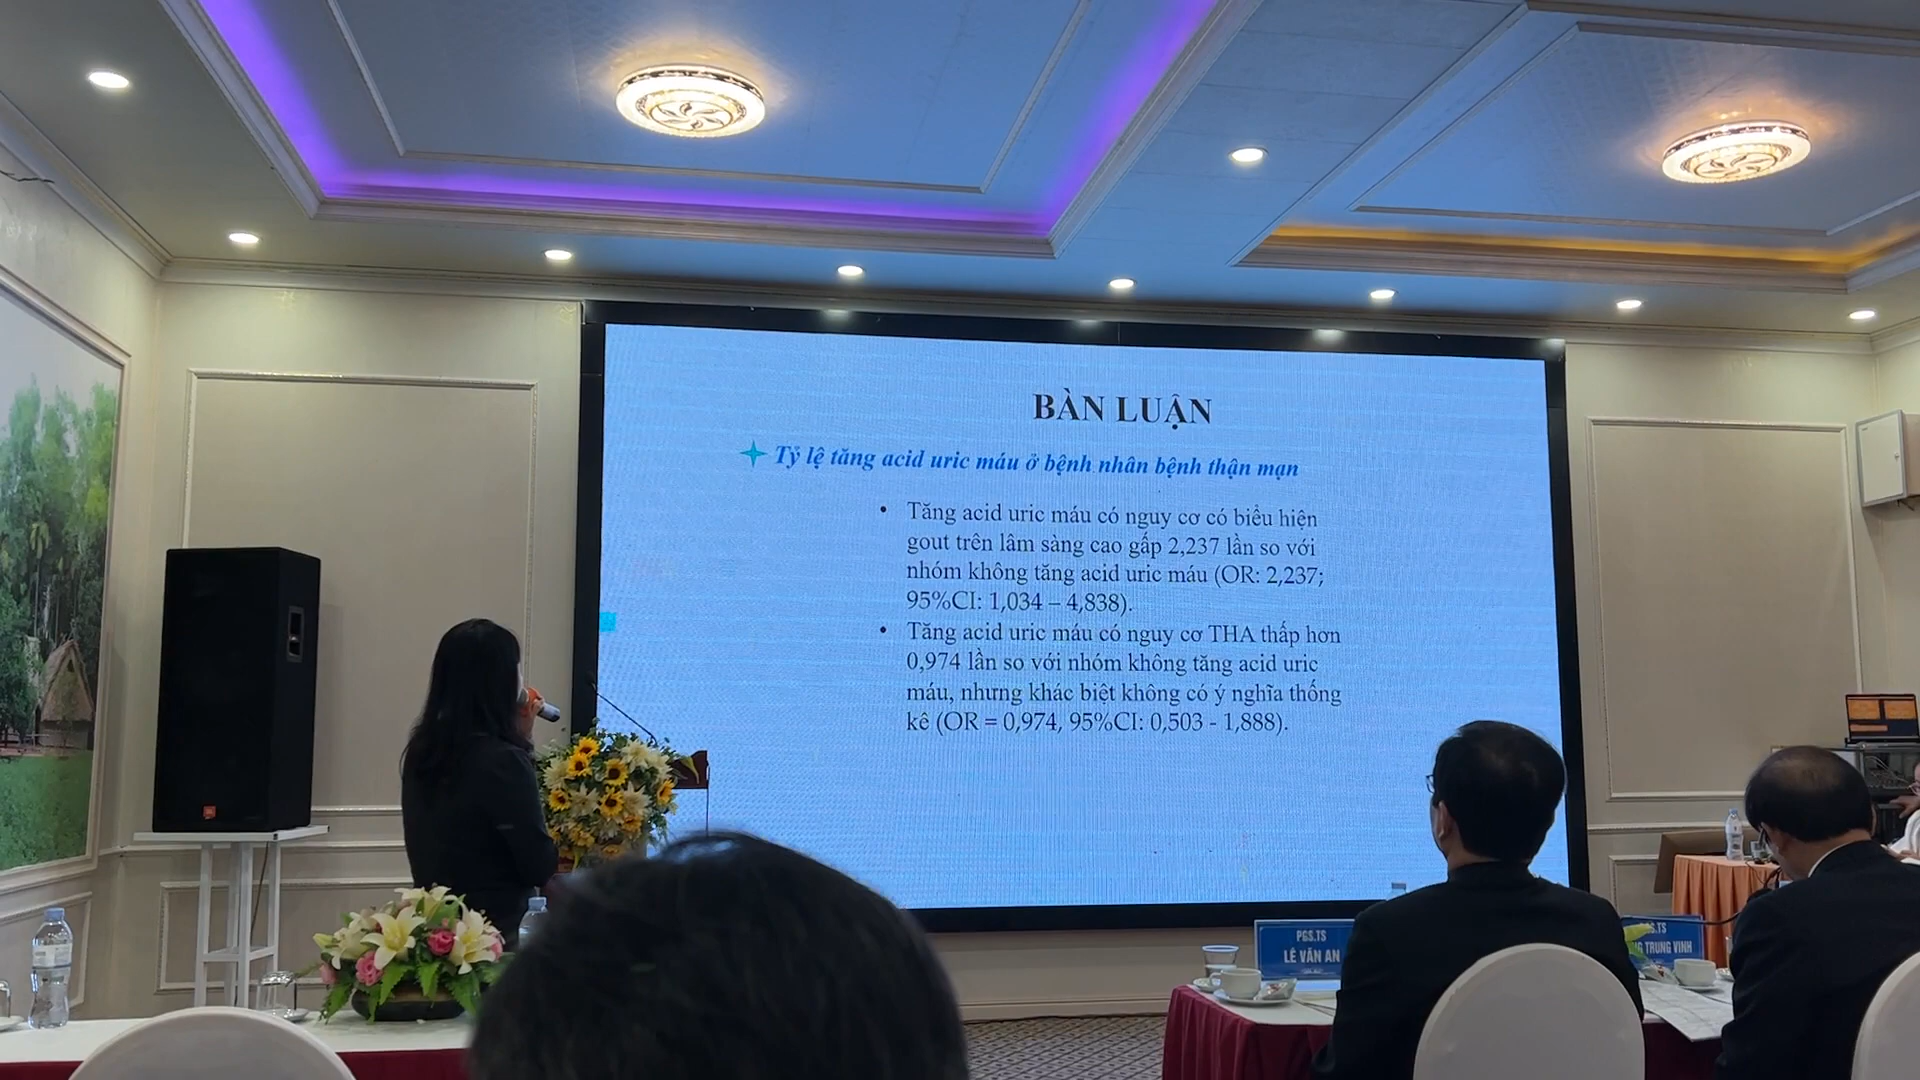 BÀN LUẬN
Tỷ lệ tăng acid uric máu ở bệnh nhân bệnh thận mạn
• Tăng acid uric máu có nguy cơ có biểu hiện
gout trên lâm sàng cao gấp 2,237 lần so với
nhóm không tăng acid uric máu (OR: 2,237;
95%CI: 1,034 – 4,838).
• Tăng acid uric máu có nguy cơ THA thấp hơn
0,974 lần so với nhóm không tăng acid uric
máu, nhưng khác biệt không có ý nghĩa thống
kê (OR = 0,974, 95%CI: 0,503 - 1,888).
PGS.TS
LÊ VĂN AN
TRUNG VINH